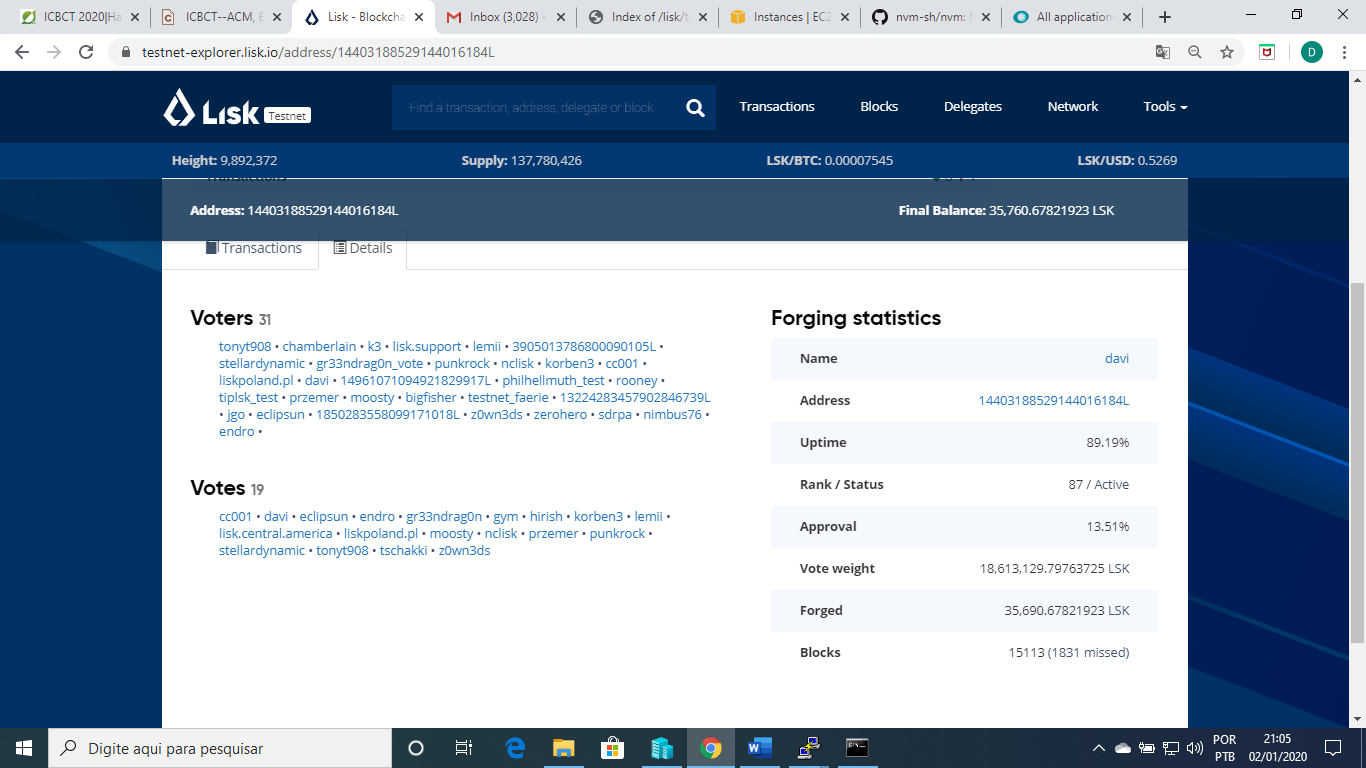 ICBCT 2020|Ha
ICBCT--ACM, E
Lisk - Blockcha
Inbox (3,028) -
Index of /lisk/t
Instances | EC2
nvm-sh/nvm: N
All application
testnet-explorer.lisk.io/address/14403188529144016184L
D
Lisk Testnet
Find a transaction, address, delegate or block
Transactions
Blocks
Delegates
Network
Tools
Height: 9,892,372
Supply: 137,780,426
LSK/BTC: 0.00007545
LSK/USD: 0.5269
Transactions
Address: 14403188529144016184L
Final Balance: 35,760.67821923 LSK
Transactions
Details
Voters 31
tonyt908 • chamberlain • k3 • lisk.support • lemii • 3905013786800090105L •
stellardynamic • gr33ndrag0n_vote • punkrock • nclisk • korben3 • cc001 •
liskpoland.pl • davi • 14961071094921829917L • philhellmuth_test • rooney •
tiplsk_test • przemer • moosty • bigfisher • testnet_faerie • 13224283457902846739L
• jgo • eclipsun • 1850283558099171018L • z0wn3ds • zerohero • sdrpa • nimbus76 •
endro •
Votes 19
cc001 • davi • eclipsun • endro • gr33ndrag0n • gym • hirish • korben3 • lemii •
lisk.central.america • liskpoland.pl • moosty • nclisk • przemer • punkrock •
stellardynamic • tonyt908 • tschakki • z0wn3ds
Forging statistics
Name davi
Address 14403188529144016184L
Uptime 89.19%
Rank / Status 87 / Active
Approval 13.51%
Vote weight 18,613,129.79763725 LSK
Forged 35,690.67821923 LSK
Blocks 15113 (1831 missed)
Digite aqui para pesquisar
POR
PTB
21:05
02/01/2020